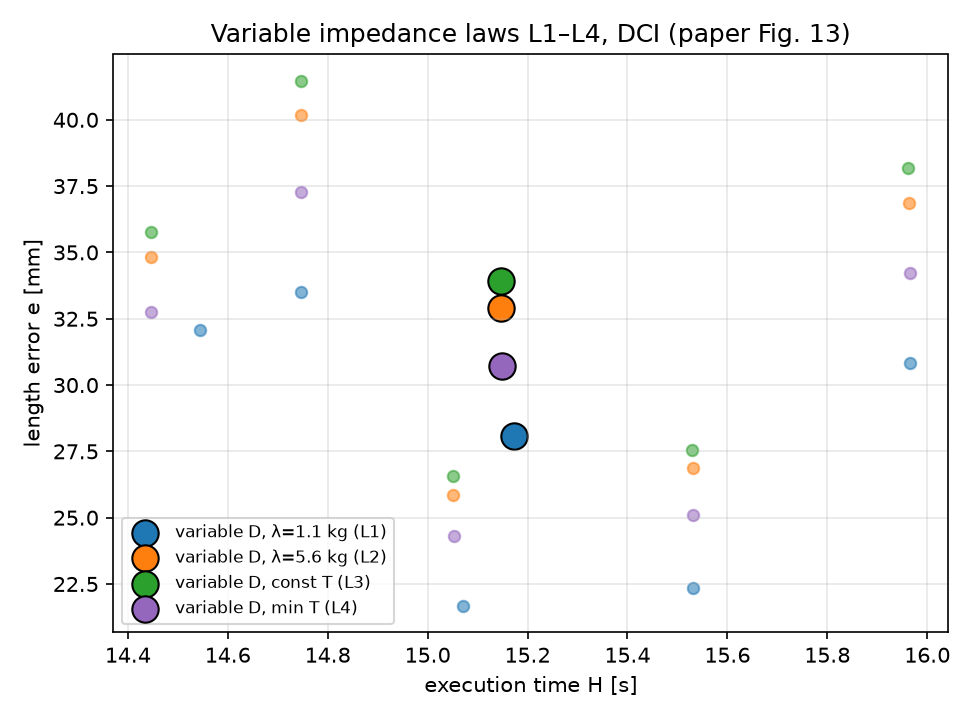 Variable impedance laws L1–L4, DCI (paper Fig. 13)
length error e [mm]
40.0
37.5
35.0
32.5
30.0
27.5
25.0
22.5
variable D, λ=1.1 kg (L1)
variable D, λ=5.6 kg (L2)
variable D, const T (L3)
variable D, min T (L4)
14.4 14.6 14.8 15.0 15.2 15.4 15.6 15.8 16.0
execution time H [s]